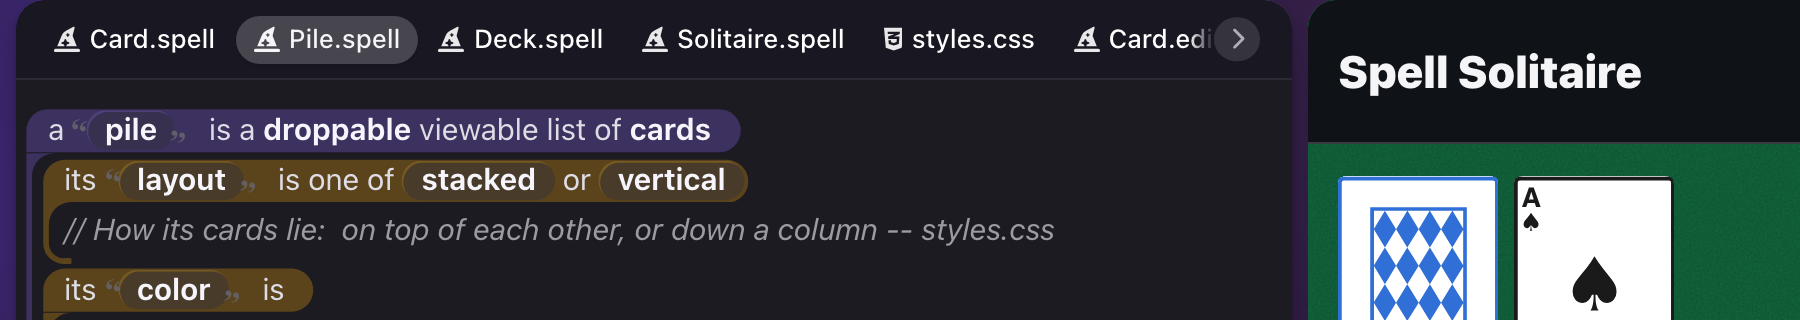 Card.spell Pile.spell Deck.spell Solitaire.spell styles.css Card.edi
a “ pile ” is a droppable viewable list of cards
its “ layout ” is one of stacked or vertical
// How its cards lie: on top of each other, or down a column -- styles.css
its “ color ” is
Spell Solitaire
A